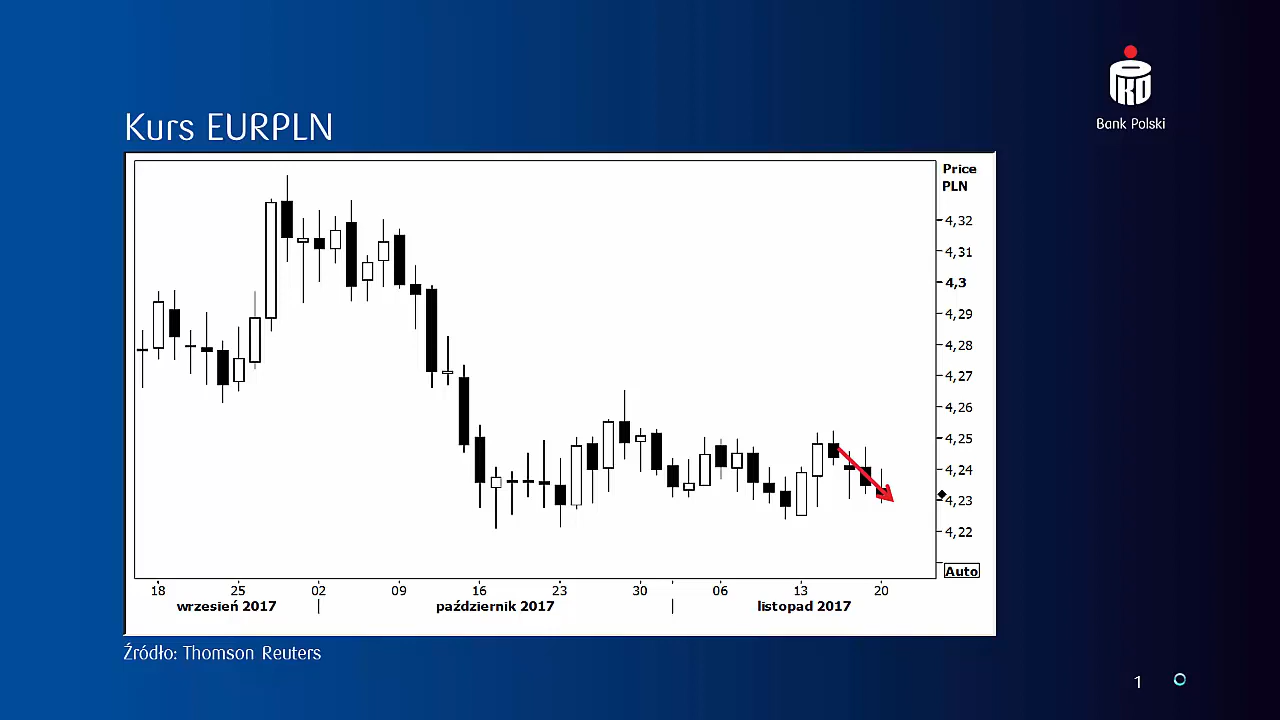 PKO
Bank Polski
Kurs EURPLN
Price
PLN
4,32
4,31
4,3
4,29
4,28
4,27
4,26
4,25
4,24
4,23
4,22
Auto
18 25 02 09 16 23 30 06 13 20
wrzesień 2017 październik 2017 listopad 2017
Źródło: Thomson Reuters
1